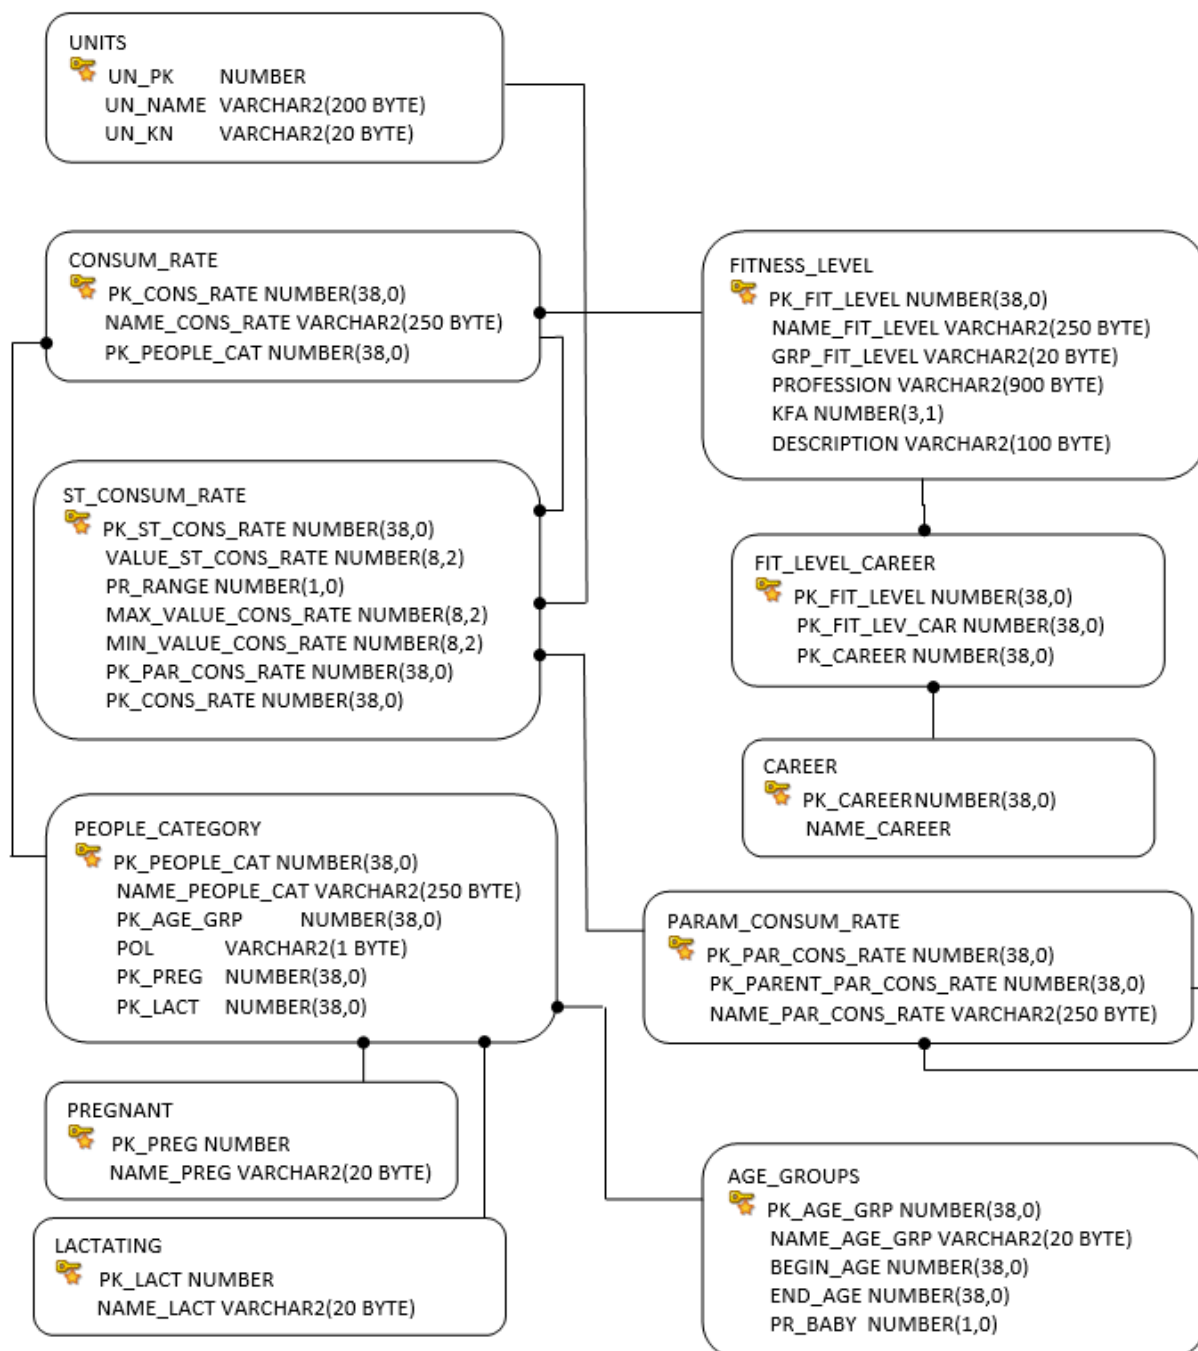 UNITS
UN_PK NUMBER
UN_NAME VARCHAR2(200 BYTE)
UN_KN VARCHAR2(20 BYTE)
CONSUM_RATE
PK_CONS_RATE NUMBER(38,0)
NAME_CONS_RATE VARCHAR2(250 BYTE)
PK_PEOPLE_CAT NUMBER(38,0)
FITNESS_LEVEL
PK_FIT_LEVEL NUMBER(38,0)
NAME_FIT_LEVEL VARCHAR2(250 BYTE)
GRP_FIT_LEVEL VARCHAR2(20 BYTE)
PROFESSION VARCHAR2(900 BYTE)
KFA NUMBER(3,1)
DESCRIPTION VARCHAR2(100 BYTE)
ST_CONSUM_RATE
PK_ST_CONS_RATE NUMBER(38,0)
VALUE_ST_CONS_RATE NUMBER(8,2)
PR_RANGE NUMBER(1,0)
MAX_VALUE_CONS_RATE NUMBER(8,2)
MIN_VALUE_CONS_RATE NUMBER(8,2)
PK_PAR_CONS_RATE NUMBER(38,0)
PK_CONS_RATE NUMBER(38,0)
FIT_LEVEL_CAREER
PK_FIT_LEVEL NUMBER(38,0)
PK_FIT_LEV_CAR NUMBER(38,0)
PK_CAREER NUMBER(38,0)
CAREER
PK_CAREERNUMBER(38,0)
NAME_CAREER
PEOPLE_CATEGORY
PK_PEOPLE_CAT NUMBER(38,0)
NAME_PEOPLE_CAT VARCHAR2(250 BYTE)
PK_AGE_GRP NUMBER(38,0)
POL VARCHAR2(1 BYTE)
PK_PREG NUMBER(38,0)
PK_LACT NUMBER(38,0)
PARAM_CONSUM_RATE
PK_PAR_CONS_RATE NUMBER(38,0)
PK_PARENT_PAR_CONS_RATE NUMBER(38,0)
NAME_PAR_CONS_RATE VARCHAR2(250 BYTE)
PREGNANT
PK_PREG NUMBER
NAME_PREG VARCHAR2(20 BYTE)
LACTATING
PK_LACT NUMBER
NAME_LACT VARCHAR2(20 BYTE)
AGE_GROUPS
PK_AGE_GRP NUMBER(38,0)
NAME_AGE_GRP VARCHAR2(20 BYTE)
BEGIN_AGE NUMBER(38,0)
END_AGE NUMBER(38,0)
PR_BABY NUMBER(1,0)